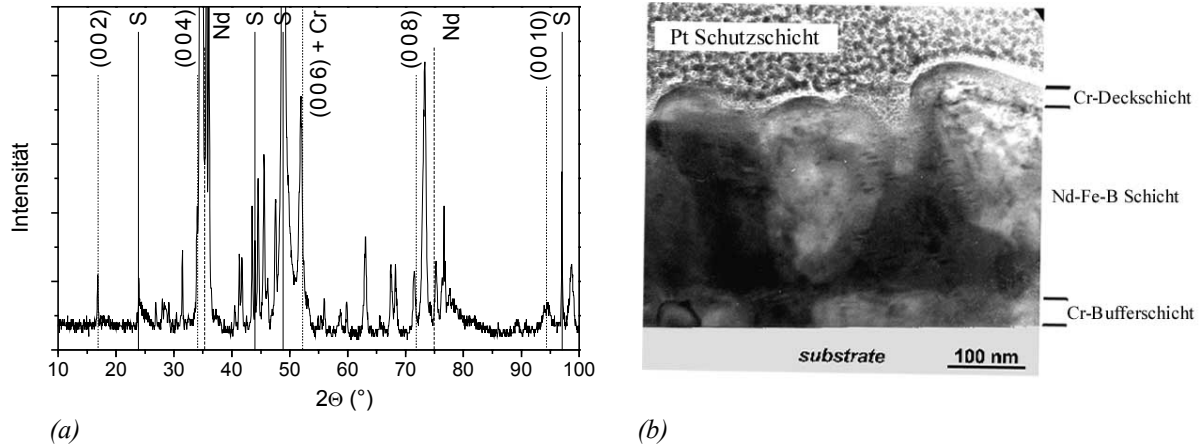 (0 0 2)
S
(0 0 4)
Nd
S
S
(0 0 6) + Cr
(0 0 8)
Nd
(0 0 10)
S
Intensität
10 20 30 40 50 60 70 80 90 100
2Θ (°)
(a)
Pt Schutzschicht
Cr-Deckschicht
Nd-Fe-B Schicht
Cr-Bufferschicht
substrate
100 nm
(b)